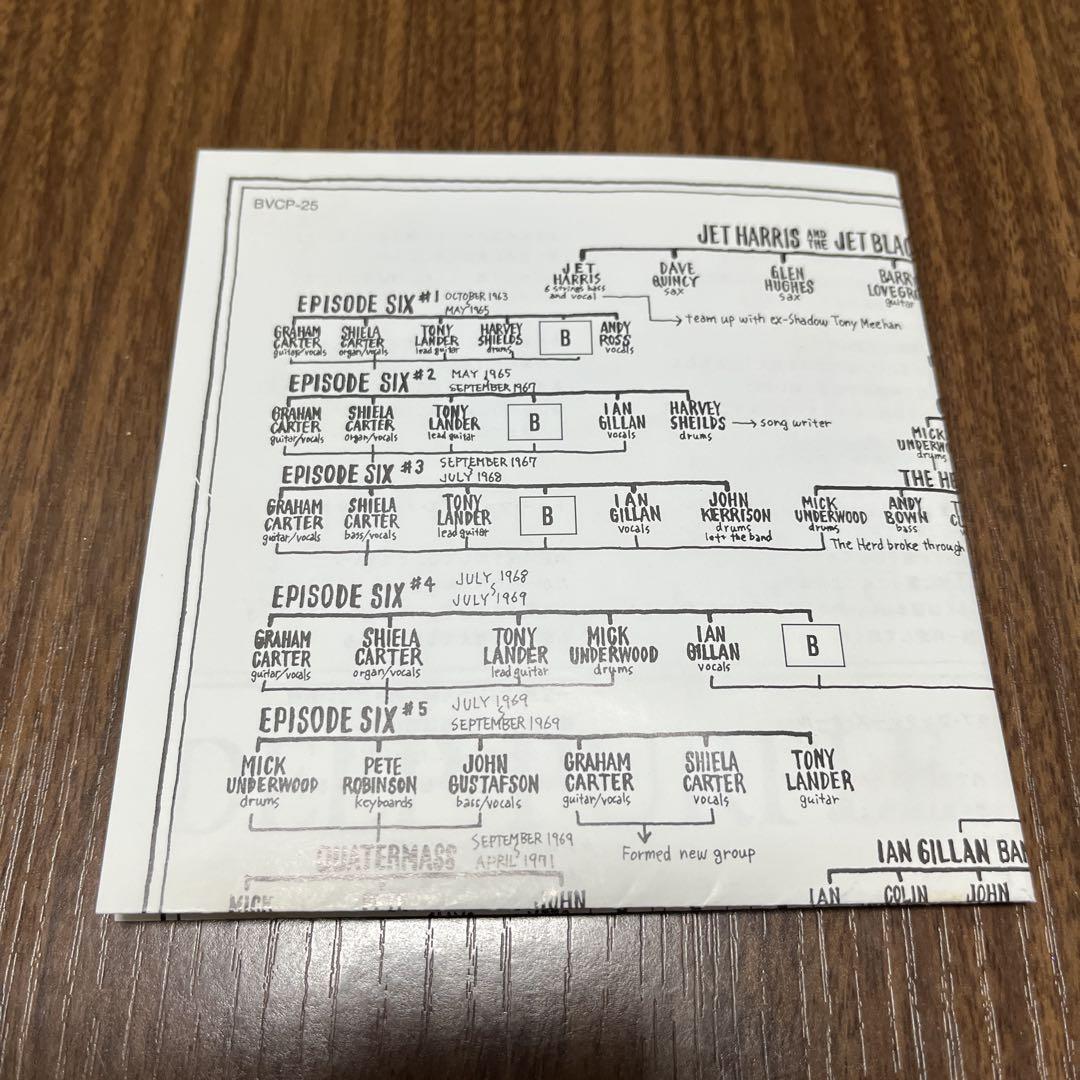 BVCP-25
JET HARRIS AND THE JET BLAC
JET HARRIS 6 strings bass and vocal
DAVE QUINCY sax
GLEN HUGHES sax
BARRY LOVEGRO guitar
→ team up with ex-Shadow Tony Meehan
EPISODE SIX #1 OCTOBER 1963 MAY 1965
GRAHAM CARTER guitar/vocals
SHIELA CARTER organ/vocals
TONY LANDER lead guitar
HARVEY SHIELDS drums
B
ANDY ROSS vocals
EPISODE SIX #2 MAY 1965 SEPTEMBER 1967
GRAHAM CARTER guitar/vocals
SHIELA CARTER organ/vocals
TONY LANDER lead guitar
B
IAN GILLAN vocals
HARVEY SHEILDS drums
→ song writer
MICK UNDERW drums
EPISODE SIX #3 SEPTEMBER 1967 JULY 1968
GRAHAM CARTER guitar/vocals
SHIELA CARTER bass/vocals
TONY LANDER lead guitar
B
IAN GILLAN vocals
JOHN KERRISON drums left the band
THE HE
MICK UNDERWOOD drums
ANDY BOWN bass
The Herd broke through
EPISODE SIX #4 JULY 1968 JULY 1969
GRAHAM CARTER guitar/vocals
SHIELA CARTER organ/vocals
TONY LANDER lead guitar
MICK UNDERWOOD drums
IAN GILLAN vocals
B
EPISODE SIX #5 JULY 1969 SEPTEMBER 1969
MICK UNDERWOOD drums
PETE ROBINSON keyboards
JOHN GUSTAFSON bass/vocals
GRAHAM CARTER guitar/vocals
SHIELA CARTER vocals
TONY LANDER guitar
Formed new group
QUATERMASS SEPTEMBER 1969 APRIL 1971
MICK
JOHN
IAN GILLAN BAN
IAN COLIN JOHN